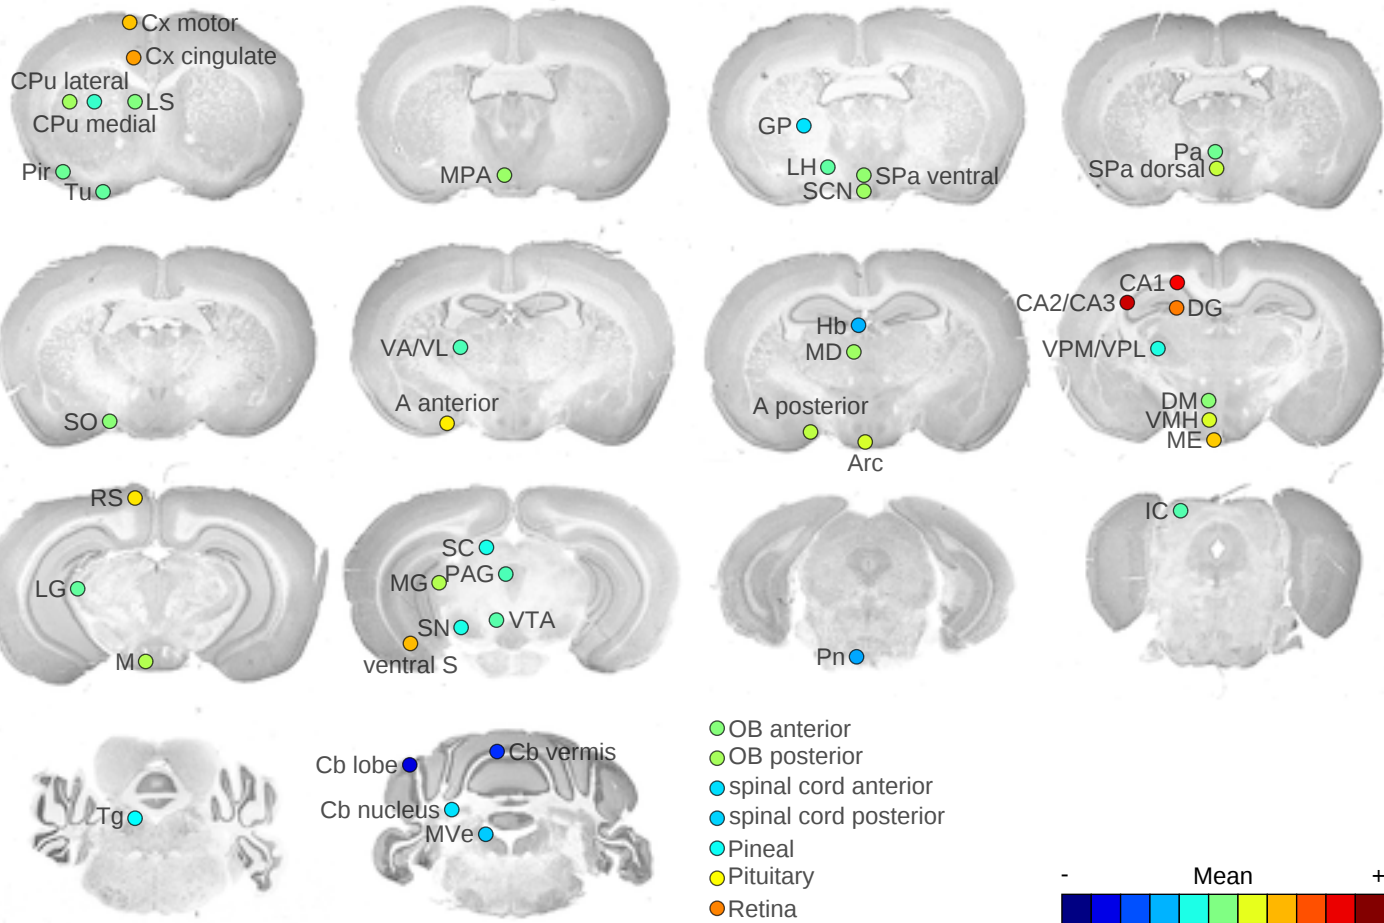 Cx motor
Cx cingulate
CPu lateral
LS
CPu medial
Pir
Tu
MPA
GP
LH
SPa ventral
SCN
Pa
SPa dorsal
SO
VA/VL
A anterior
Hb
MD
A posterior
Arc
CA1
CA2/CA3
DG
VPM/VPL
DM
VMH
ME
RS
LG
M
SC
MG
PAG
SN
VTA
ventral S
Pn
IC
Tg
Cb lobe
Cb vermis
Cb nucleus
MVe
OB anterior
OB posterior
spinal cord anterior
spinal cord posterior
Pineal
Pituitary
Retina
- Mean +